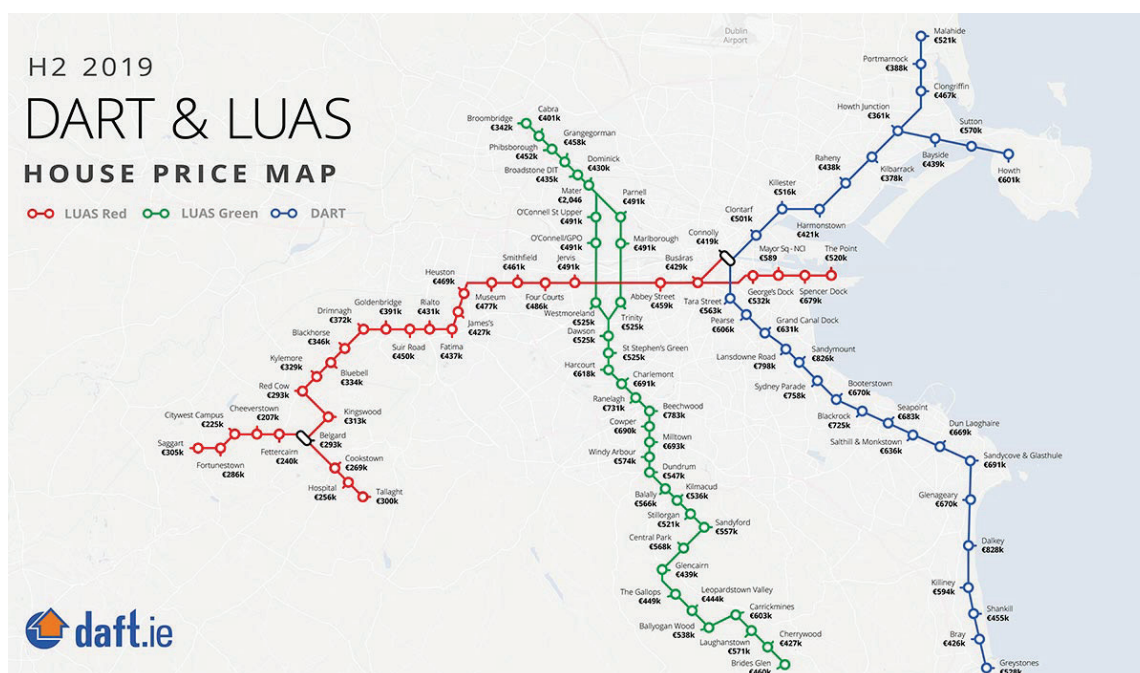 H2 2019
DART & LUAS
HOUSE PRICE MAP
LUAS Red
LUAS Green
DART
Dublin
Airport
Malahide
€521k
Portmarnock
€388k
Clongriffin
€467k
Howth Junction
€361k
Sutton
€570k
Bayside
€439k
Howth
€601k
Kilbarrack
€378k
Raheny
€438k
Harmonstown
€421k
Killester
€516k
Clontarf
€501k
Connolly
€419k
Cabra
€401k
Broombridge
€342k
Grangegorman
€458k
Phibsborough
€452k
Dominick
€430k
Broadstone DIT
€435k
Mater
€2,046
Parnell
€491k
O'Connell St Upper
€491k
O'Connell/GPO
€491k
Marlborough
€491k
Mayor Sq - NCI
€589
The Point
€520k
Busáras
€429k
Heuston
€469k
Smithfield
€461k
Jervis
€491k
Museum
€477k
Four Courts
€486k
Abbey Street
€459k
Tara Street
€563k
George's Dock
€532k
Spencer Dock
€679k
Goldenbridge
€391k
Rialto
€431k
James's
€427k
Drimnagh
€372k
Suir Road
€450k
Fatima
€437k
Blackhorse
€346k
Bluebell
€334k
Kylemore
€329k
Red Cow
€293k
Kingswood
€313k
Belgard
€293k
Cheeverstown
€207k
Citywest Campus
€225k
Saggart
€305k
Fortunestown
€286k
Fettercairn
€240k
Cookstown
€269k
Hospital
€256k
Tallaght
€300k
Westmoreland
€525k
Trinity
€525k
Dawson
€525k
St Stephen's Green
€525k
Harcourt
€618k
Charlemont
€691k
Ranelagh
€731k
Beechwood
€783k
Cowper
€690k
Milltown
€693k
Windy Arbour
€574k
Dundrum
€547k
Balally
€566k
Kilmacud
€536k
Stillorgan
€521k
Sandyford
€557k
Central Park
€568k
Glencairn
€439k
The Gallops
€449k
Leopardstown Valley
€444k
Ballyogan Wood
€538k
Carrickmines
€603k
Laughanstown
€571k
Cherrywood
€427k
Brides Glen
€460k
Pearse
€606k
Grand Canal Dock
€631k
Lansdowne Road
€798k
Sandymount
€826k
Sydney Parade
€758k
Booterstown
€670k
Blackrock
€725k
Seapoint
€683k
Salthill & Monkstown
€636k
Dun Laoghaire
€669k
Sandycove & Glasthule
€691k
Glenageary
€670k
Dalkey
€828k
Killiney
€594k
Shankill
€455k
Bray
€426k
Greystones
€528k
daft.ie